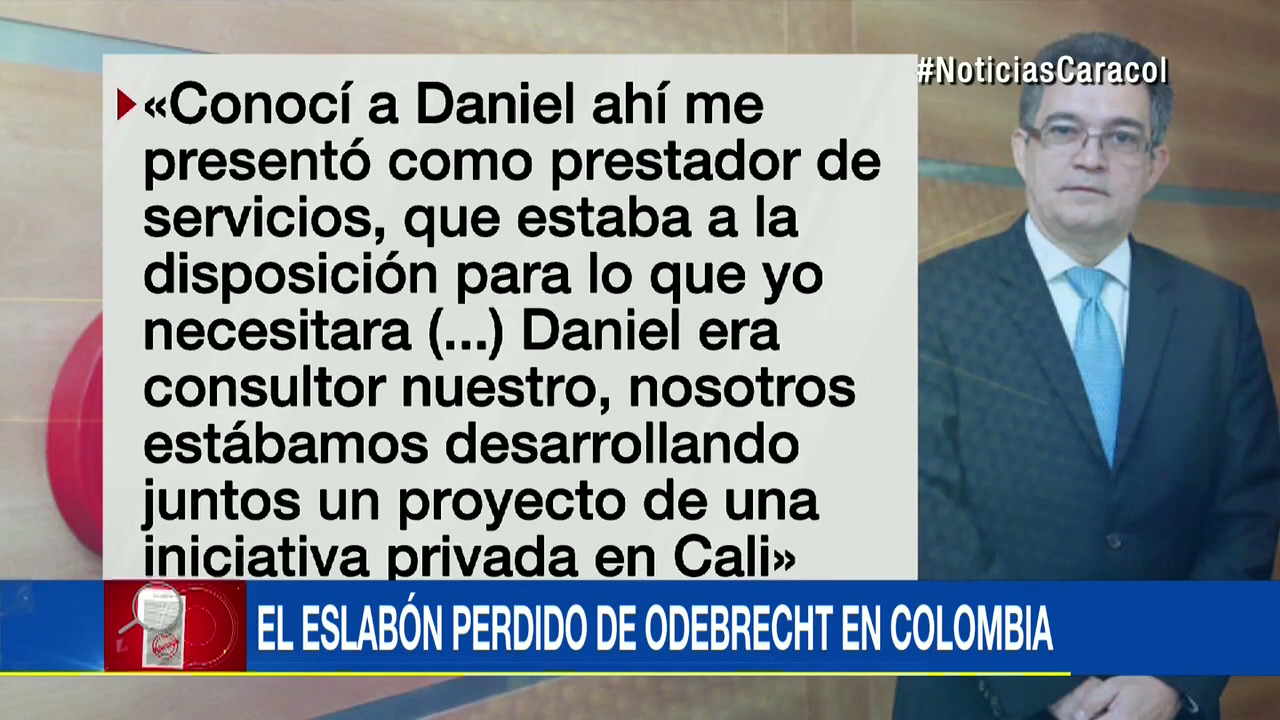 #NoticiasCaracol
«Conocí a Daniel ahí me
presentó como prestador de
servicios, que estaba a la
disposición para lo que yo
necesitara (...) Daniel era
consultor nuestro, nosotros
estábamos desarrollando
juntos un proyecto de una
iniciativa privada en Cali»
EL ESLABÓN PERDIDO DE ODEBRECHT EN COLOMBIA